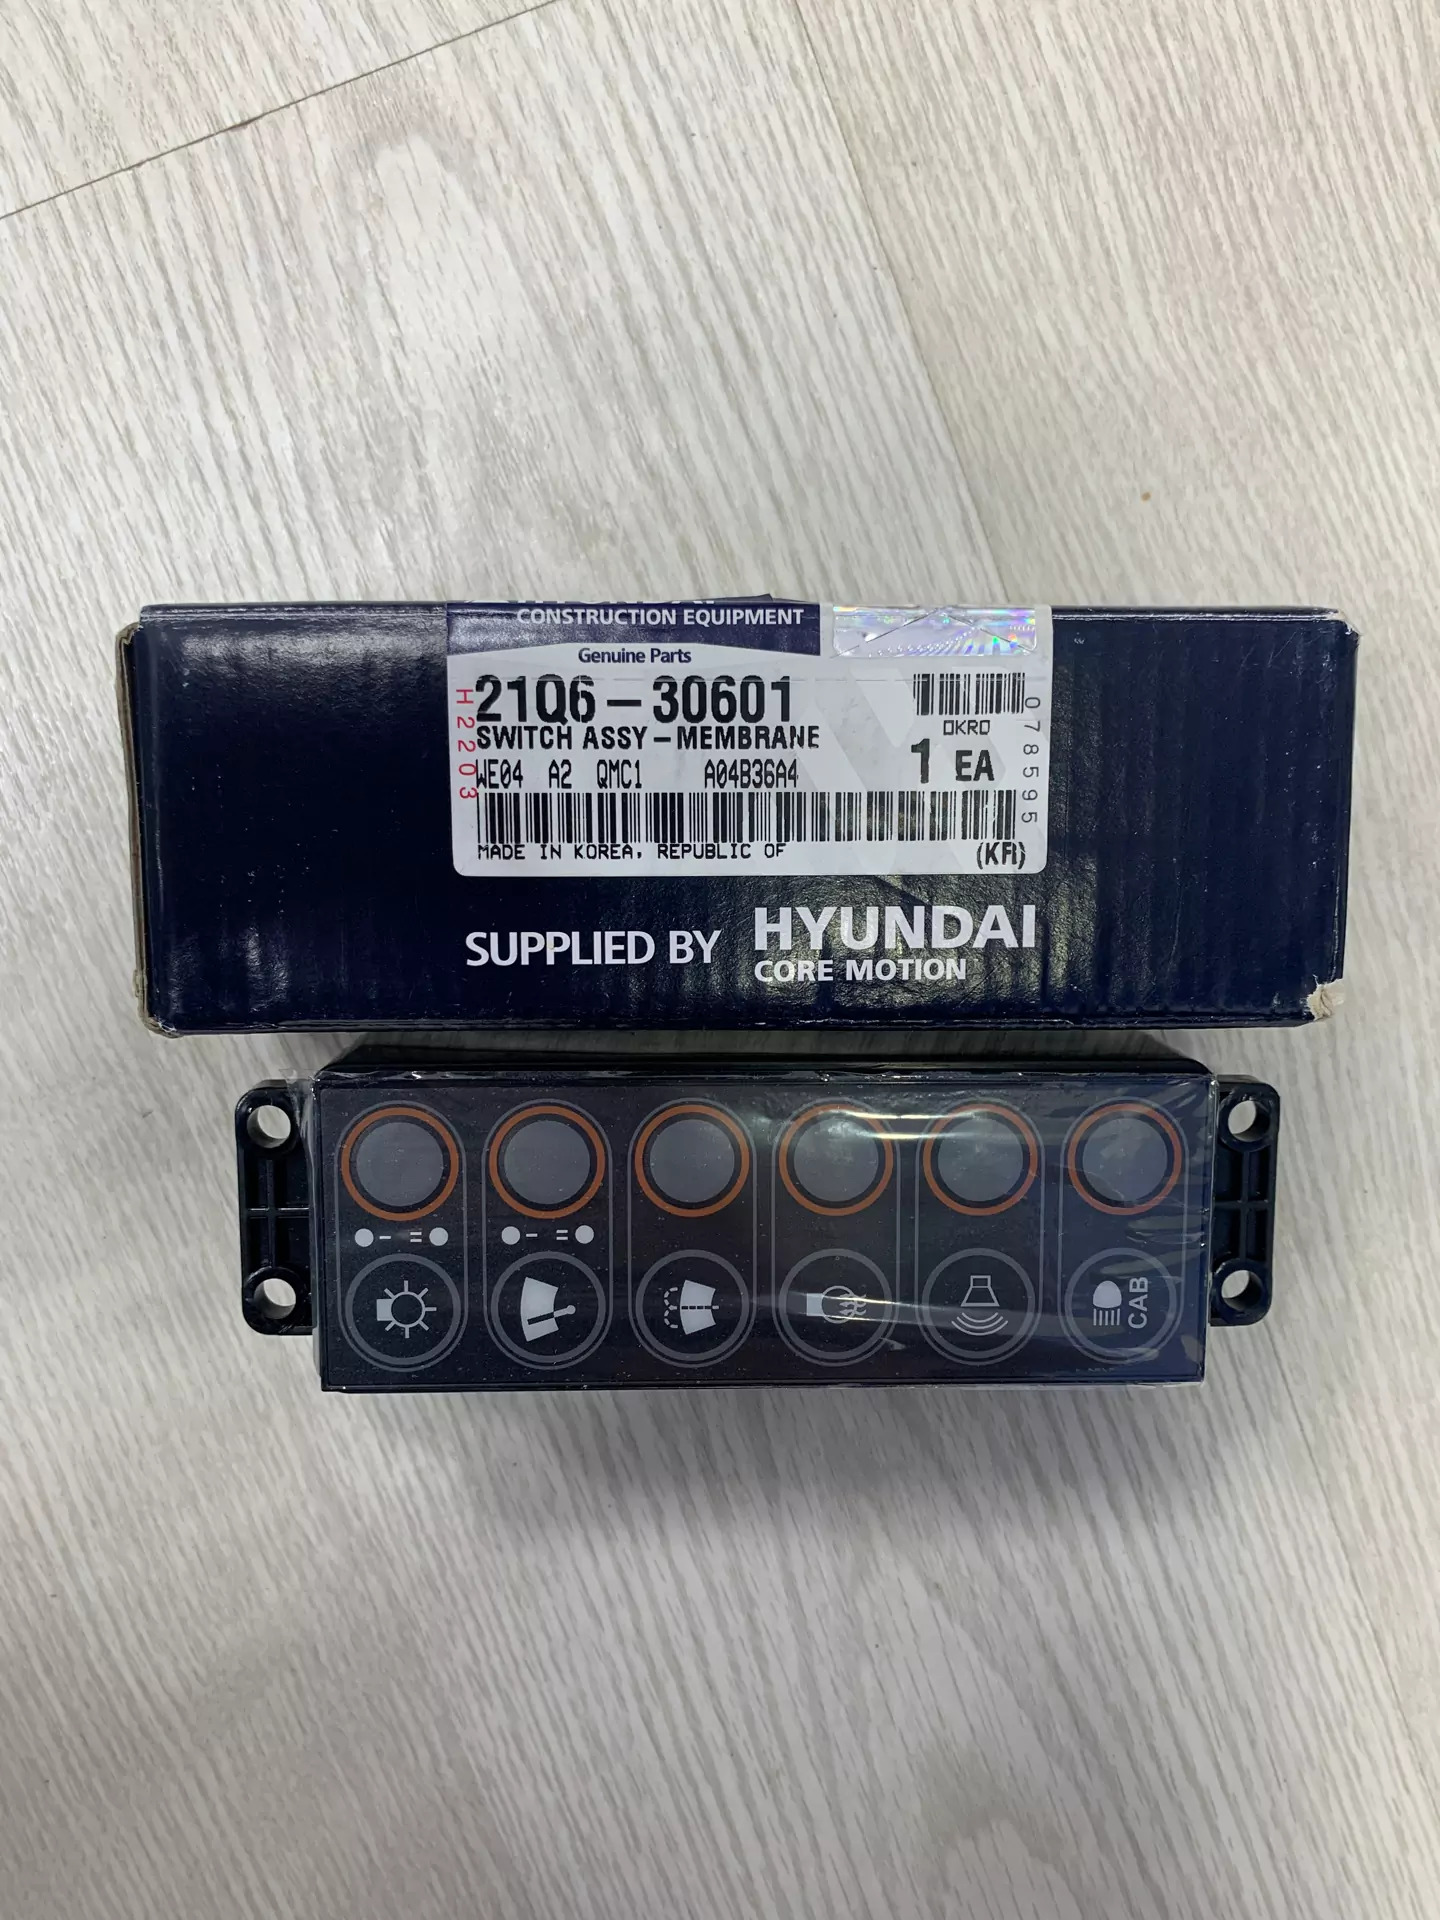 CONSTRUCTION EQUIPMENT
Genuine Parts
21Q6-30601
SWITCH ASSY-MEMBRANE
0KR0
WE04 A2 QMC1 A04B36A4
1 EA
MADE IN KOREA, REPUBLIC OF
(KR)
H2203
078595
SUPPLIED BY HYUNDAI
CORE MOTION
- =
- =
CAB